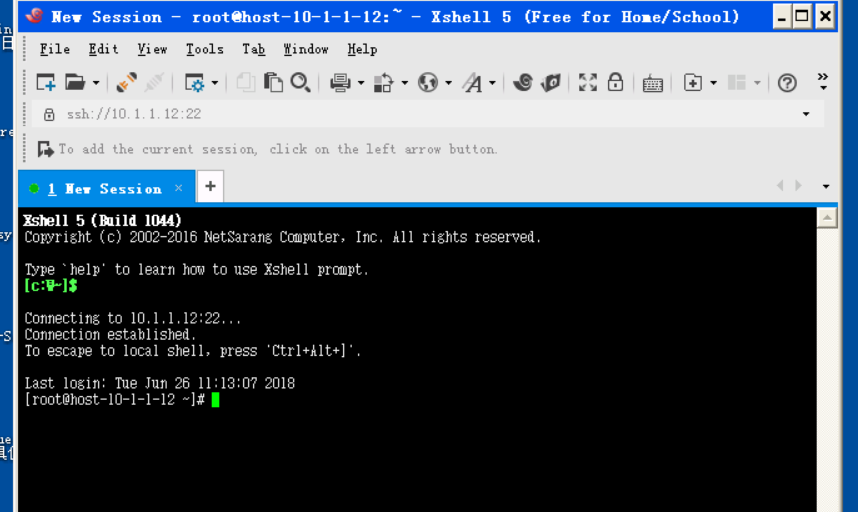 New Session - root@host-10-1-1-12:~ - Xshell 5 (Free for Home/School)
File Edit View Tools Tab Window Help
ssh://10.1.1.12:22
To add the current session, click on the left arrow button.
1 New Session × +
Xshell 5 (Build 1044)
Copyright (c) 2002-2016 NetSarang Computer, Inc. All rights reserved.
Type `help' to learn how to use Xshell prompt.
[c:₩~]$
Connecting to 10.1.1.12:22...
Connection established.
To escape to local shell, press 'Ctrl+Alt+]'.
Last login: Tue Jun 26 11:13:07 2018
[root@host-10-1-1-12 ~]#